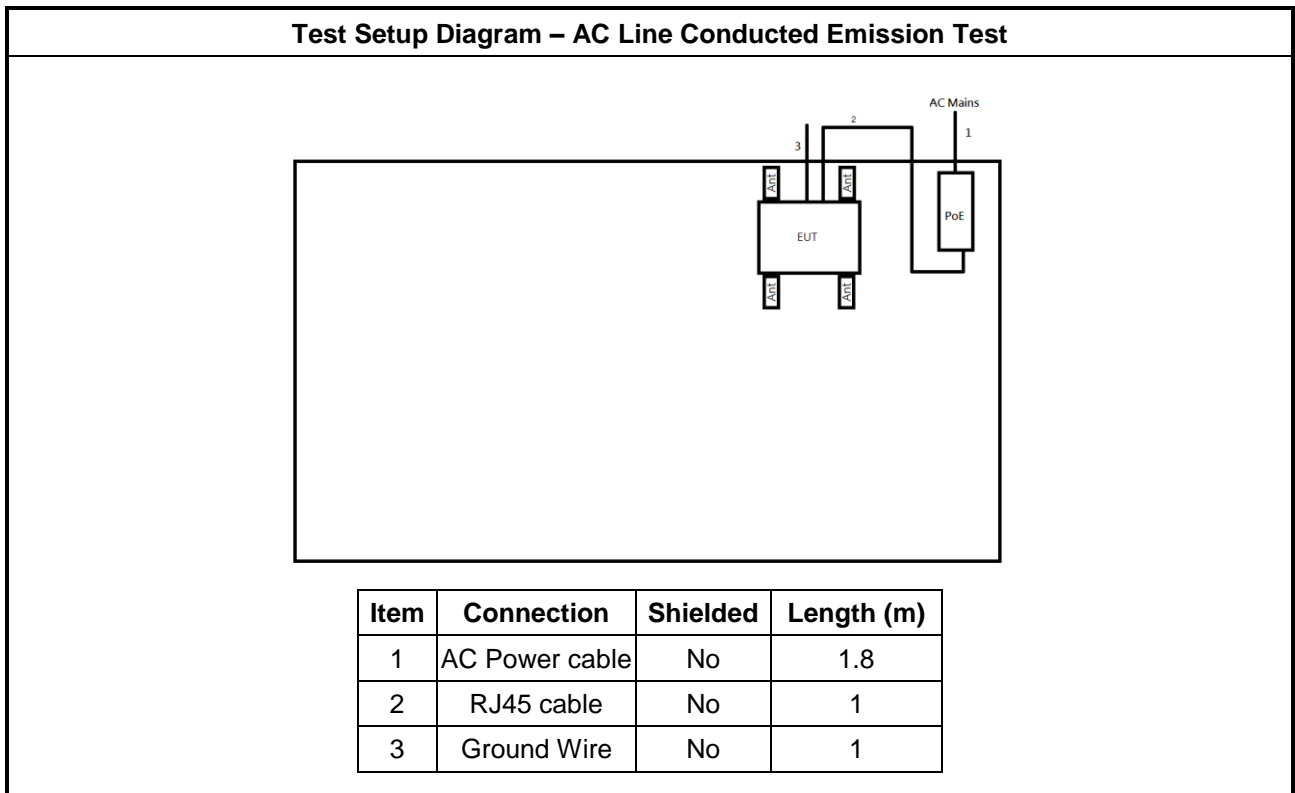 Test Setup Diagram – AC Line Conducted Emission Test
AC Mains
2
1
3
Ant
Ant
PoE
EUT
Ant
Ant
Item Connection Shielded Length (m)
1 AC Power cable No 1.8
2 RJ45 cable No 1
3 Ground Wire No 1